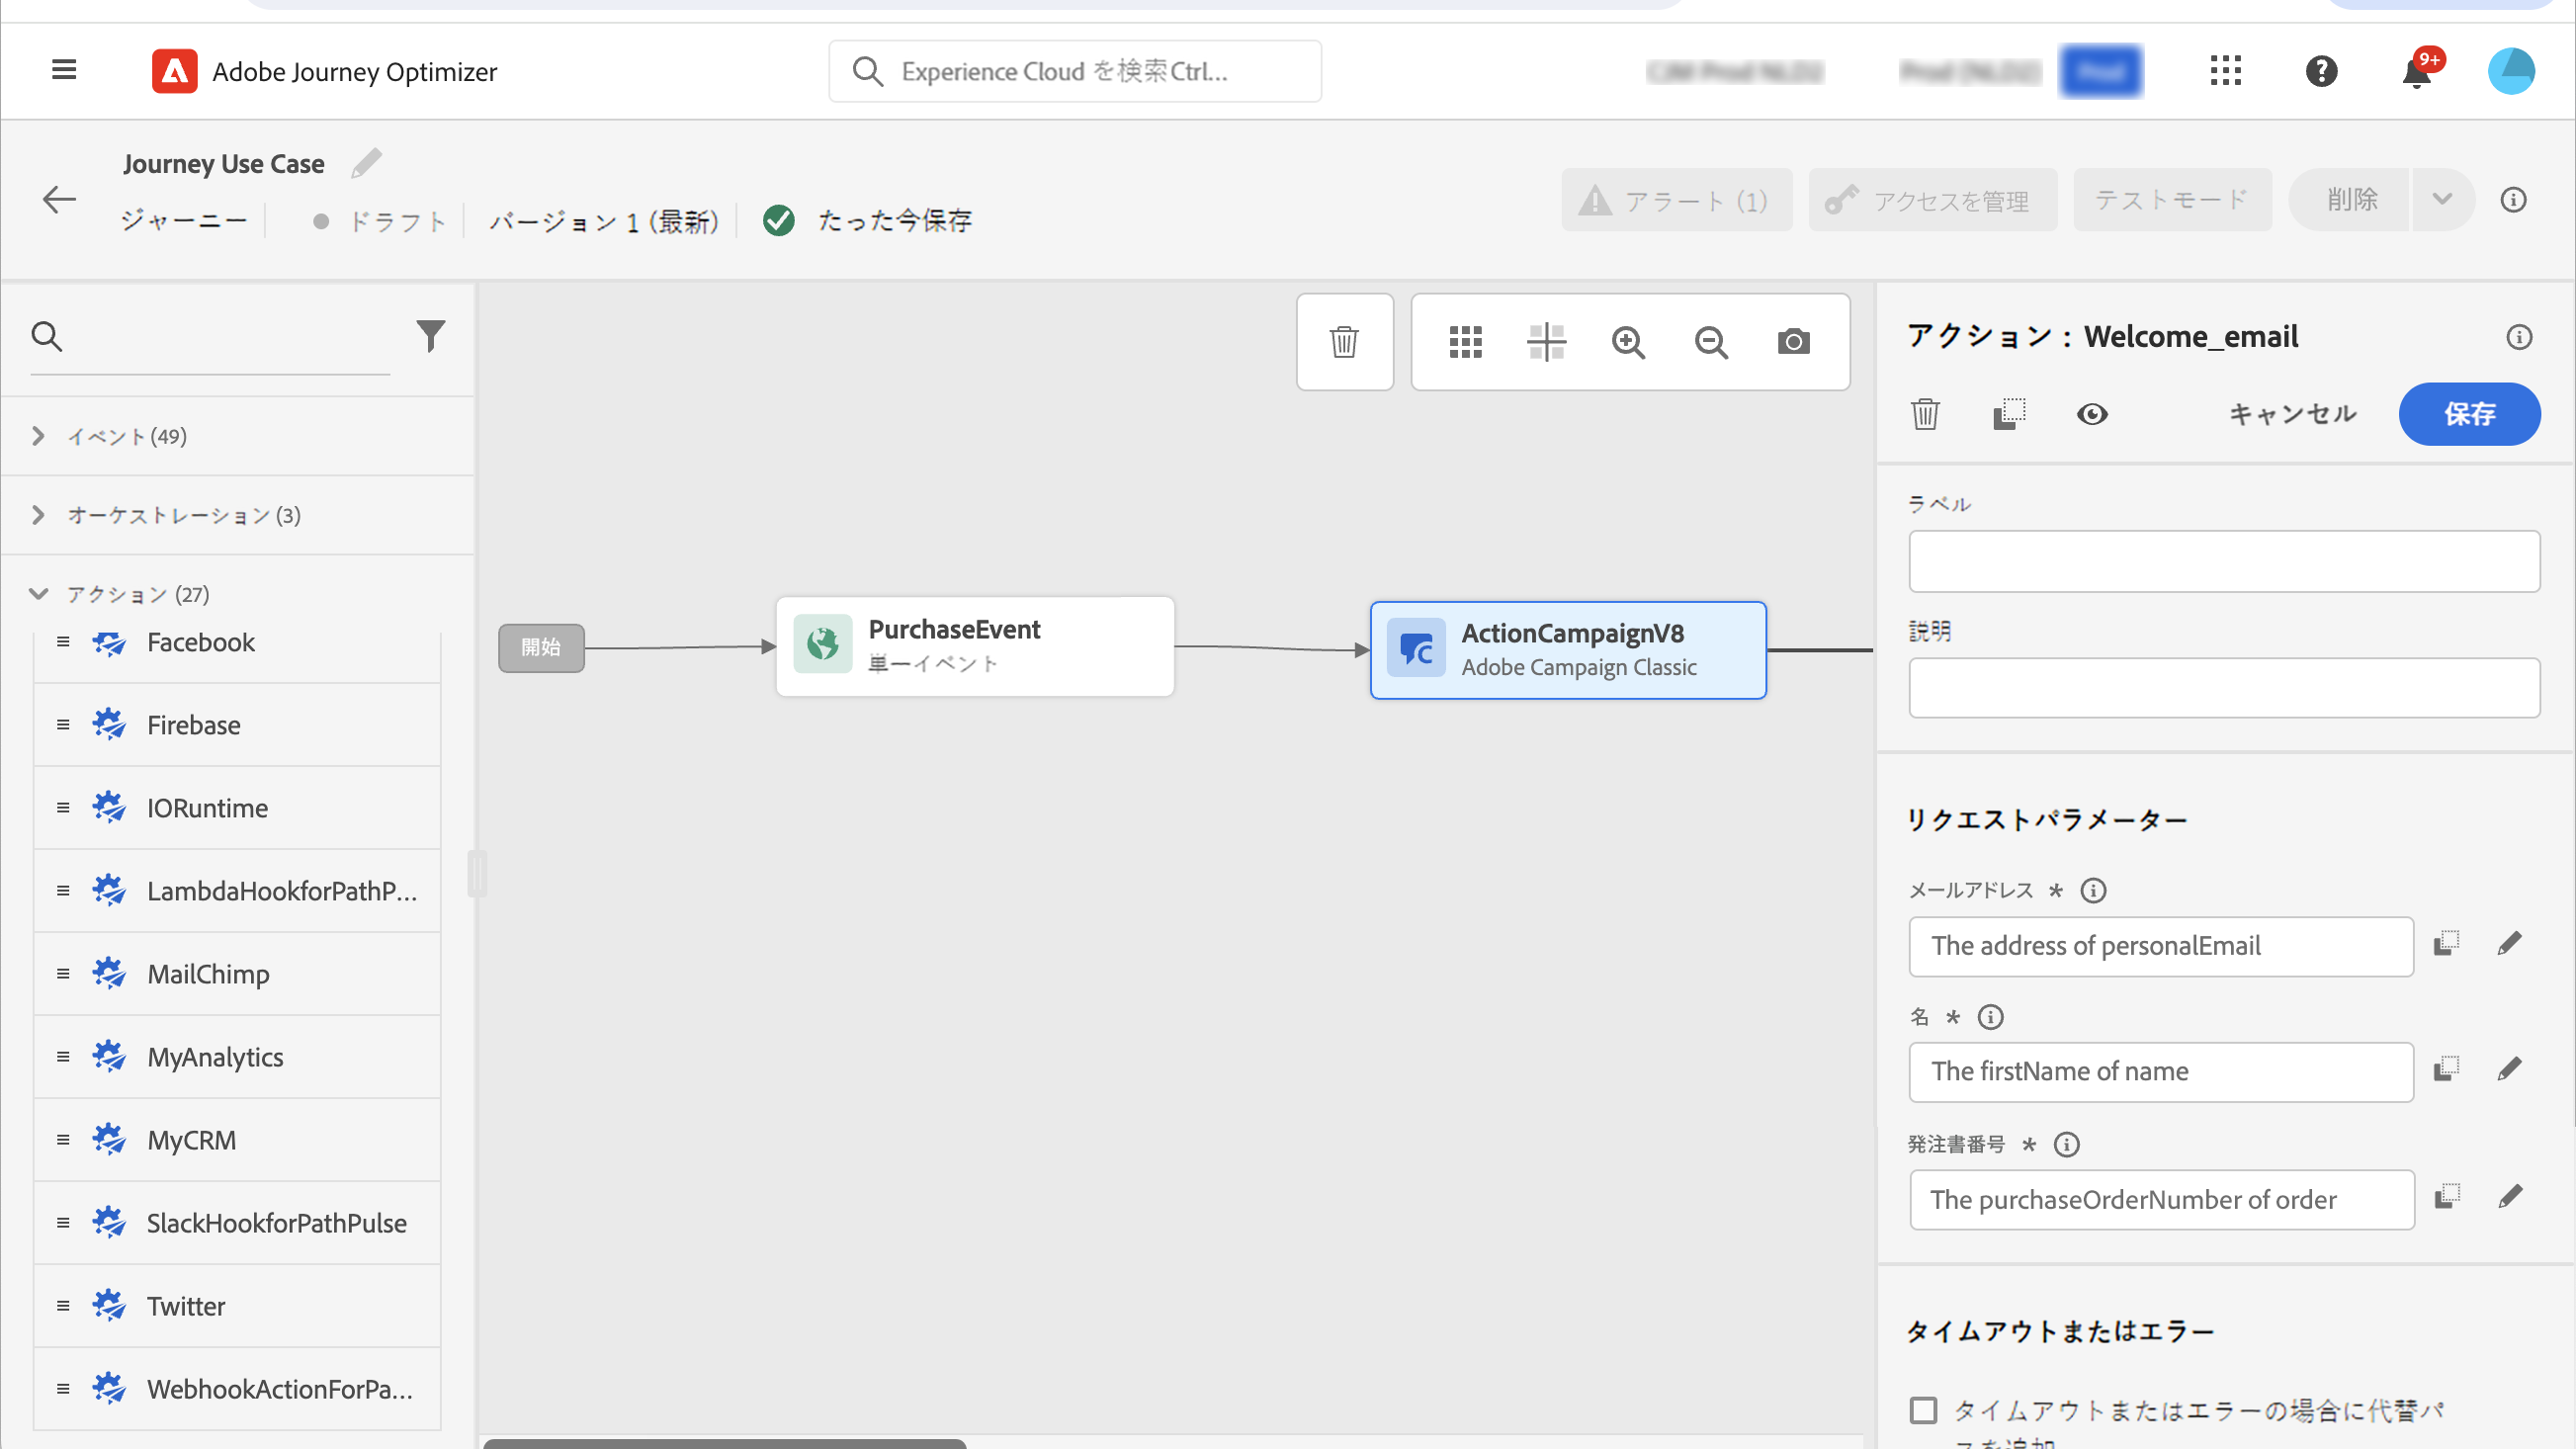 Adobe Journey Optimizer
Experience Cloud を検索Ctrl...
9+
Journey Use Case
ジャーニー
ドラフト
バージョン 1 (最新)
たった今保存
アラート (1)
アクセスを管理
テストモード
削除
イベント (49)
オーケストレーション (3)
アクション (27)
Facebook
Firebase
IORuntime
LambdaHookforPathP...
MailChimp
MyAnalytics
MyCRM
SlackHookforPathPulse
Twitter
WebhookActionForPa...
開始
PurchaseEvent
単一イベント
ActionCampaignV8
Adobe Campaign Classic
アクション : Welcome_email
キャンセル
保存
ラベル
説明
リクエストパラメーター
メールアドレス *
The address of personalEmail
名 *
The firstName of name
発注書番号 *
The purchaseOrderNumber of order
タイムアウトまたはエラー
タイムアウトまたはエラーの場合に代替パ
スを追加